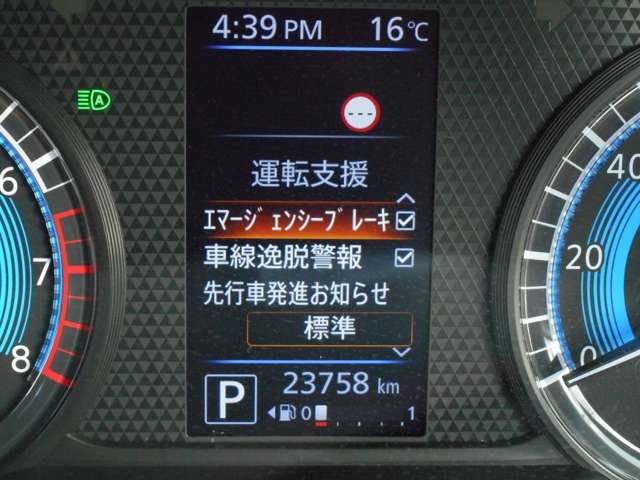 4:39 PM 16℃
A
---
運転支援
ｴﾏｰｼﾞｪﾝｼｰﾌﾞﾚｰｷ
車線逸脱警報
先行車発進お知らせ
標準
P 23758 km
0 1
6
7
8
40
20
0